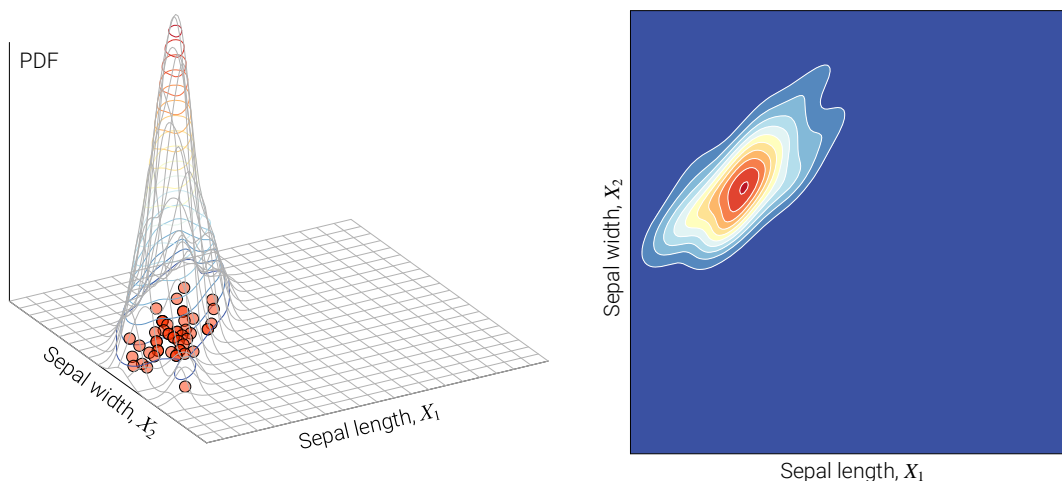 PDF
Sepal width, X₂
Sepal length, X₁
Sepal width, X₂
Sepal length, X₁